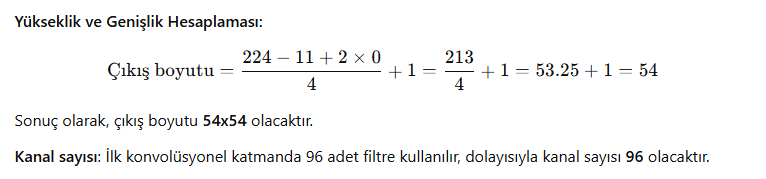 Yükseklik ve Genişlik Hesaplaması:
Çıkış boyutu = \frac{224 − 11 + 2 × 0}{4} + 1 = \frac{213}{4} + 1 = 53.25 + 1 = 54
Sonuç olarak, çıkış boyutu 54x54 olacaktır.
Kanal sayısı: İlk konvolüsyonel katmanda 96 adet filtre kullanılır, dolayısıyla kanal sayısı 96 olacaktır.